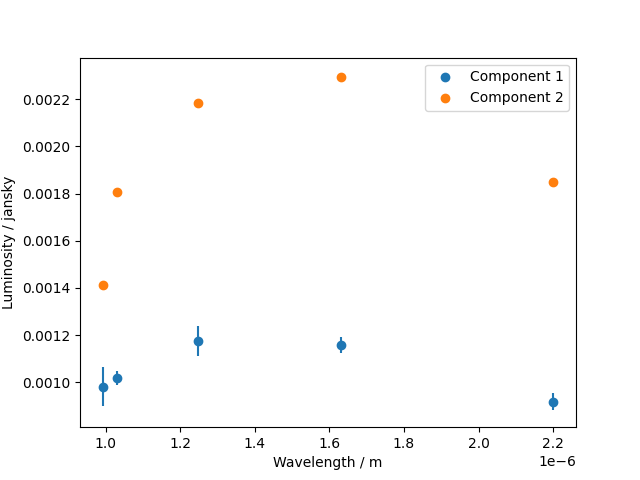 Component 1
Component 2
0.0022
0.0020
0.0018
0.0016
0.0014
0.0012
0.0010
Luminosity / jansky
1.0 1.2 1.4 1.6 1.8 2.0 2.2
1e−6
Wavelength / m